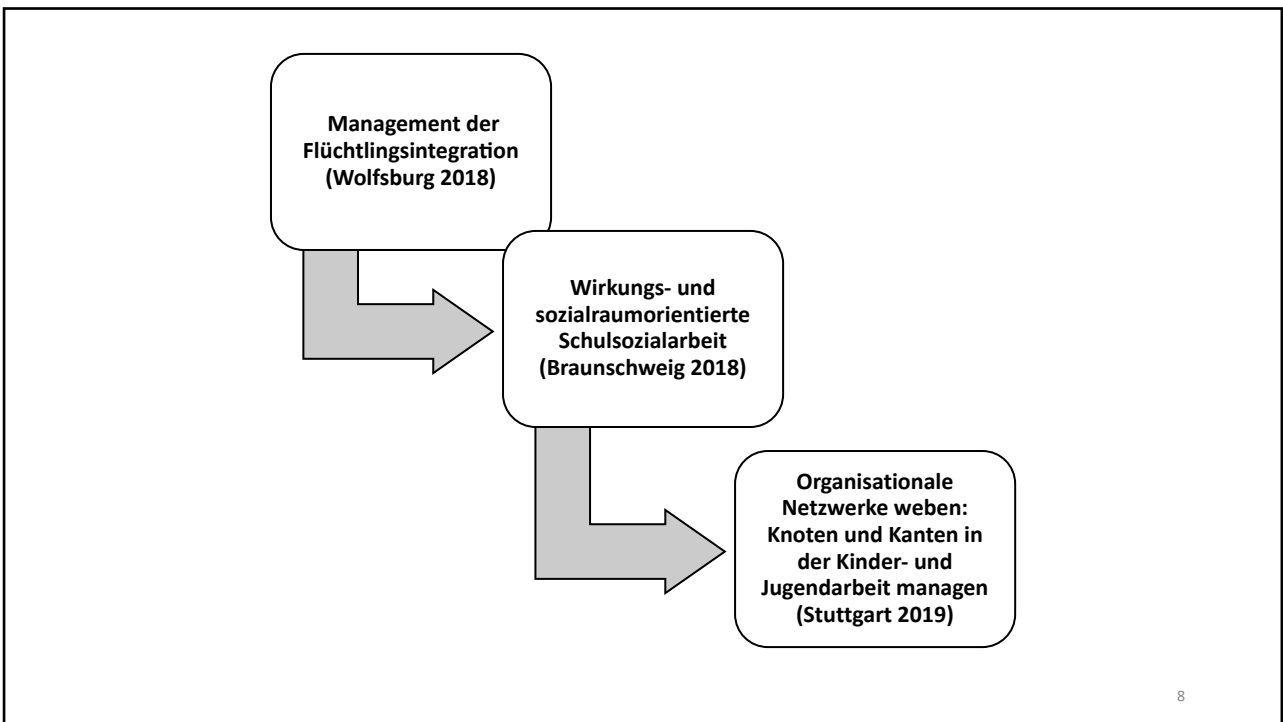 Management der
Flüchtlingsintegration
(Wolfsburg 2018)
Wirkungs- und
sozialraumorientierte
Schulsozialarbeit
(Braunschweig 2018)
Organisationale
Netzwerke weben:
Knoten und Kanten in
der Kinder- und
Jugendarbeit managen
(Stuttgart 2019)
8